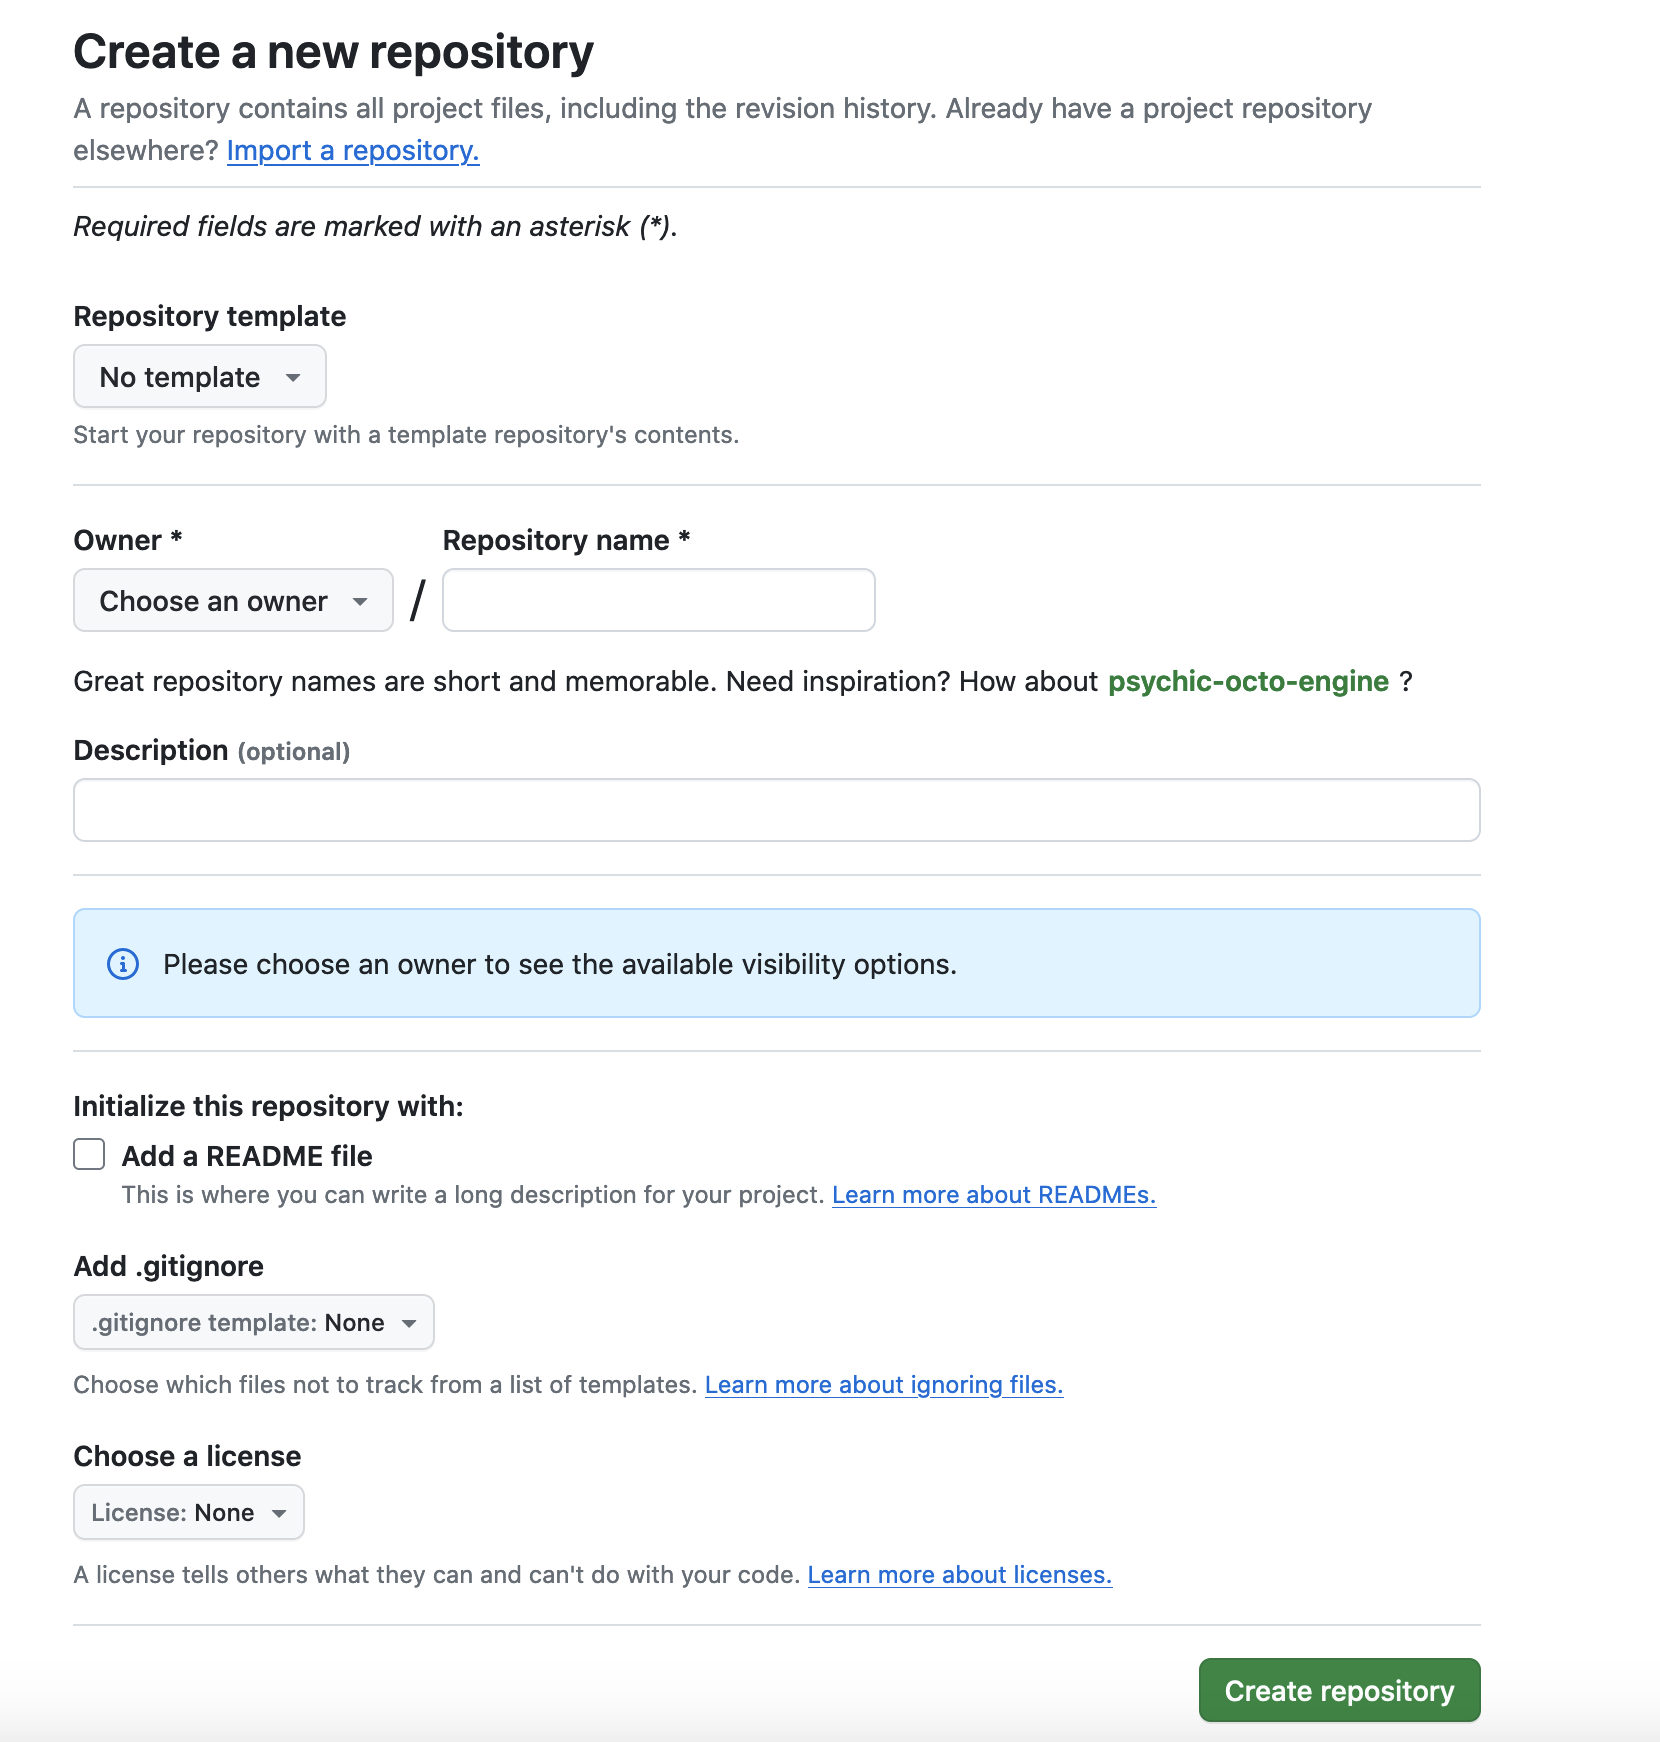 Create a new repository
A repository contains all project files, including the revision history. Already have a project repository
elsewhere? Import a repository.
Required fields are marked with an asterisk (*).
Repository template
No template
Start your repository with a template repository's contents.
Owner *
Repository name *
Choose an owner
/
Great repository names are short and memorable. Need inspiration? How about psychic-octo-engine ?
Description (optional)
Please choose an owner to see the available visibility options.
Initialize this repository with:
Add a README file
This is where you can write a long description for your project. Learn more about READMEs.
Add .gitignore
.gitignore template: None
Choose which files not to track from a list of templates. Learn more about ignoring files.
Choose a license
License: None
A license tells others what they can and can't do with your code. Learn more about licenses.
Create repository